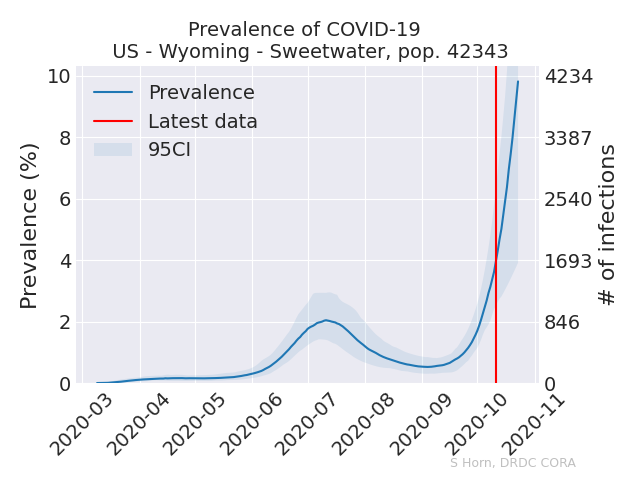 Prevalence of COVID-19
US - Wyoming - Sweetwater, pop. 42343
Prevalence
Latest data
95CI
Prevalence (%)
10
8
6
4
2
0
4234
3387
2540
1693
846
0
# of infections
2020-03
2020-04
2020-05
2020-06
2020-07
2020-08
2020-09
2020-10
2020-11
S Horn, DRDC CORA